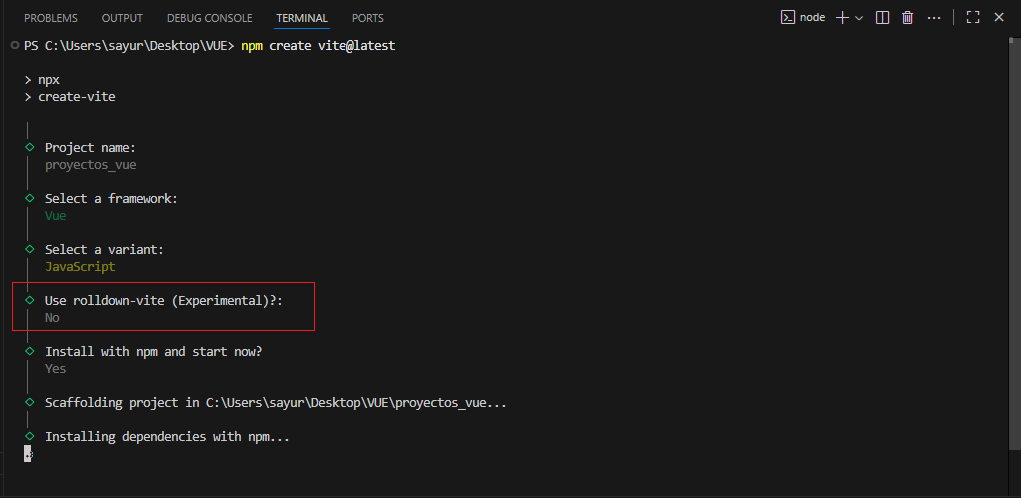 PROBLEMS OUTPUT DEBUG CONSOLE TERMINAL PORTS node
PS C:\Users\sayur\Desktop\VUE> npm create vite@latest
> npx
> create-vite
Project name:
proyectos_vue
Select a framework:
Vue
Select a variant:
JavaScript
Use rolldown-vite (Experimental)?:
No
Install with npm and start now?
Yes
Scaffolding project in C:\Users\sayur\Desktop\VUE\proyectos_vue...
Installing dependencies with npm...